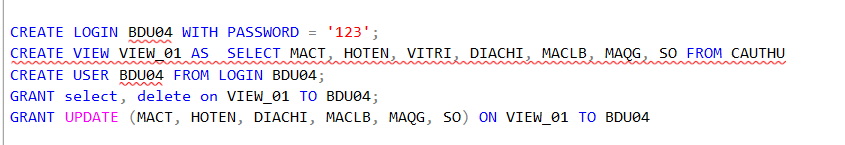 CREATE LOGIN BDU04 WITH PASSWORD = '123';
CREATE VIEW VIEW_01 AS  SELECT MACT, HOTEN, VITRI, DIACHI, MACLB, MAQG, SO FROM CAUTHU
CREATE USER BDU04 FROM LOGIN BDU04;
GRANT select, delete on VIEW_01 TO BDU04;
GRANT UPDATE (MACT, HOTEN, DIACHI, MACLB, MAQG, SO) ON VIEW_01 TO BDU04